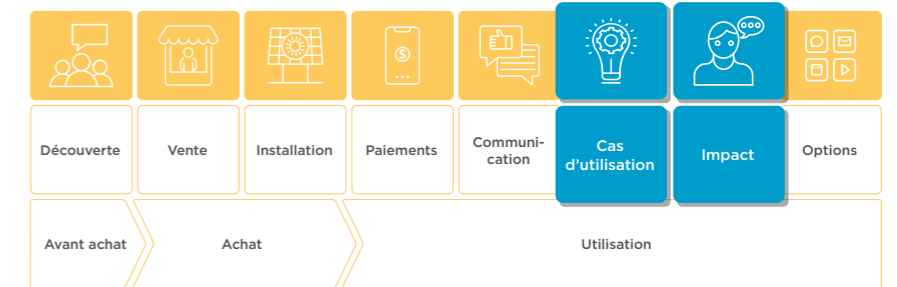 $
Découverte
Vente
Installation
Paiements
Communi-
cation
Cas
d'utilisation
Impact
Options
Avant achat
Achat
Utilisation